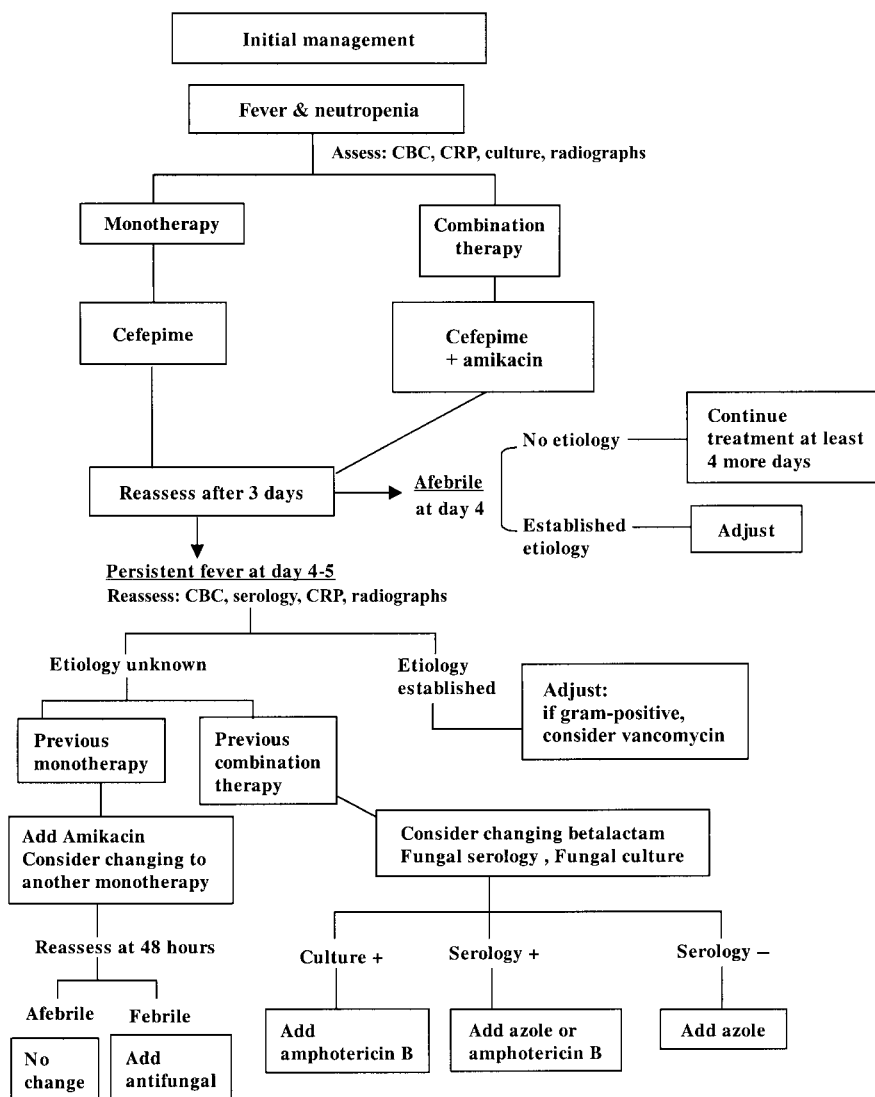 Initial management
Fever & neutropenia
Assess: CBC, CRP, culture, radiographs
Monotherapy
Combination
therapy
Cefepime
Cefepime
+ amikacin
No etiology
Continue
treatment at least
4 more days
Reassess after 3 days
Afebrile
at day 4
Established
etiology
Adjust
Persistent fever at day 4-5
Reassess: CBC, serology, CRP, radiographs
Etiology unknown
Etiology
established
Adjust:
if gram-positive,
consider vancomycin
Previous
monotherapy
Previous
combination
therapy
Add Amikacin
Consider changing to
another monotherapy
Consider changing betalactam
Fungal serology , Fungal culture
Reassess at 48 hours
Culture +
Serology +
Serology –
Afebrile
Febrile
Add
amphotericin B
Add azole or
amphotericin B
Add azole
No
change
Add
antifungal